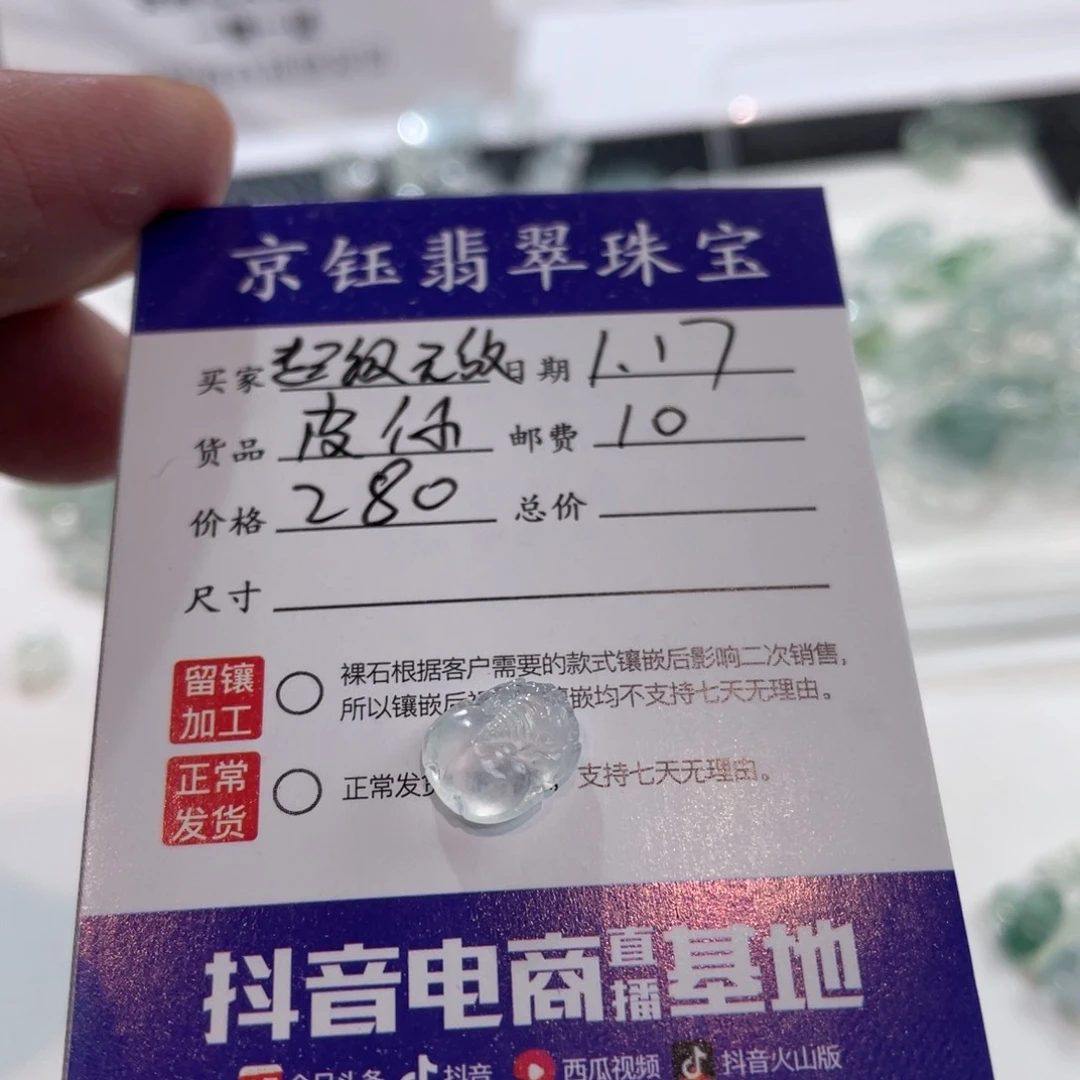 京钰翡翠珠宝
买家 超级无敌 日期 1.17
货品 皮仔 邮费 10
价格 280 总价
尺寸
留镶
加工
裸石根据客户需要的款式镶嵌后影响二次销售,
所以镶嵌后 嵌均不支持七天无理由。
正常
发货
正常发货 , 支持七天无理由。
抖音电商直播基地
今日头条 抖音 西瓜视频 抖音火山版